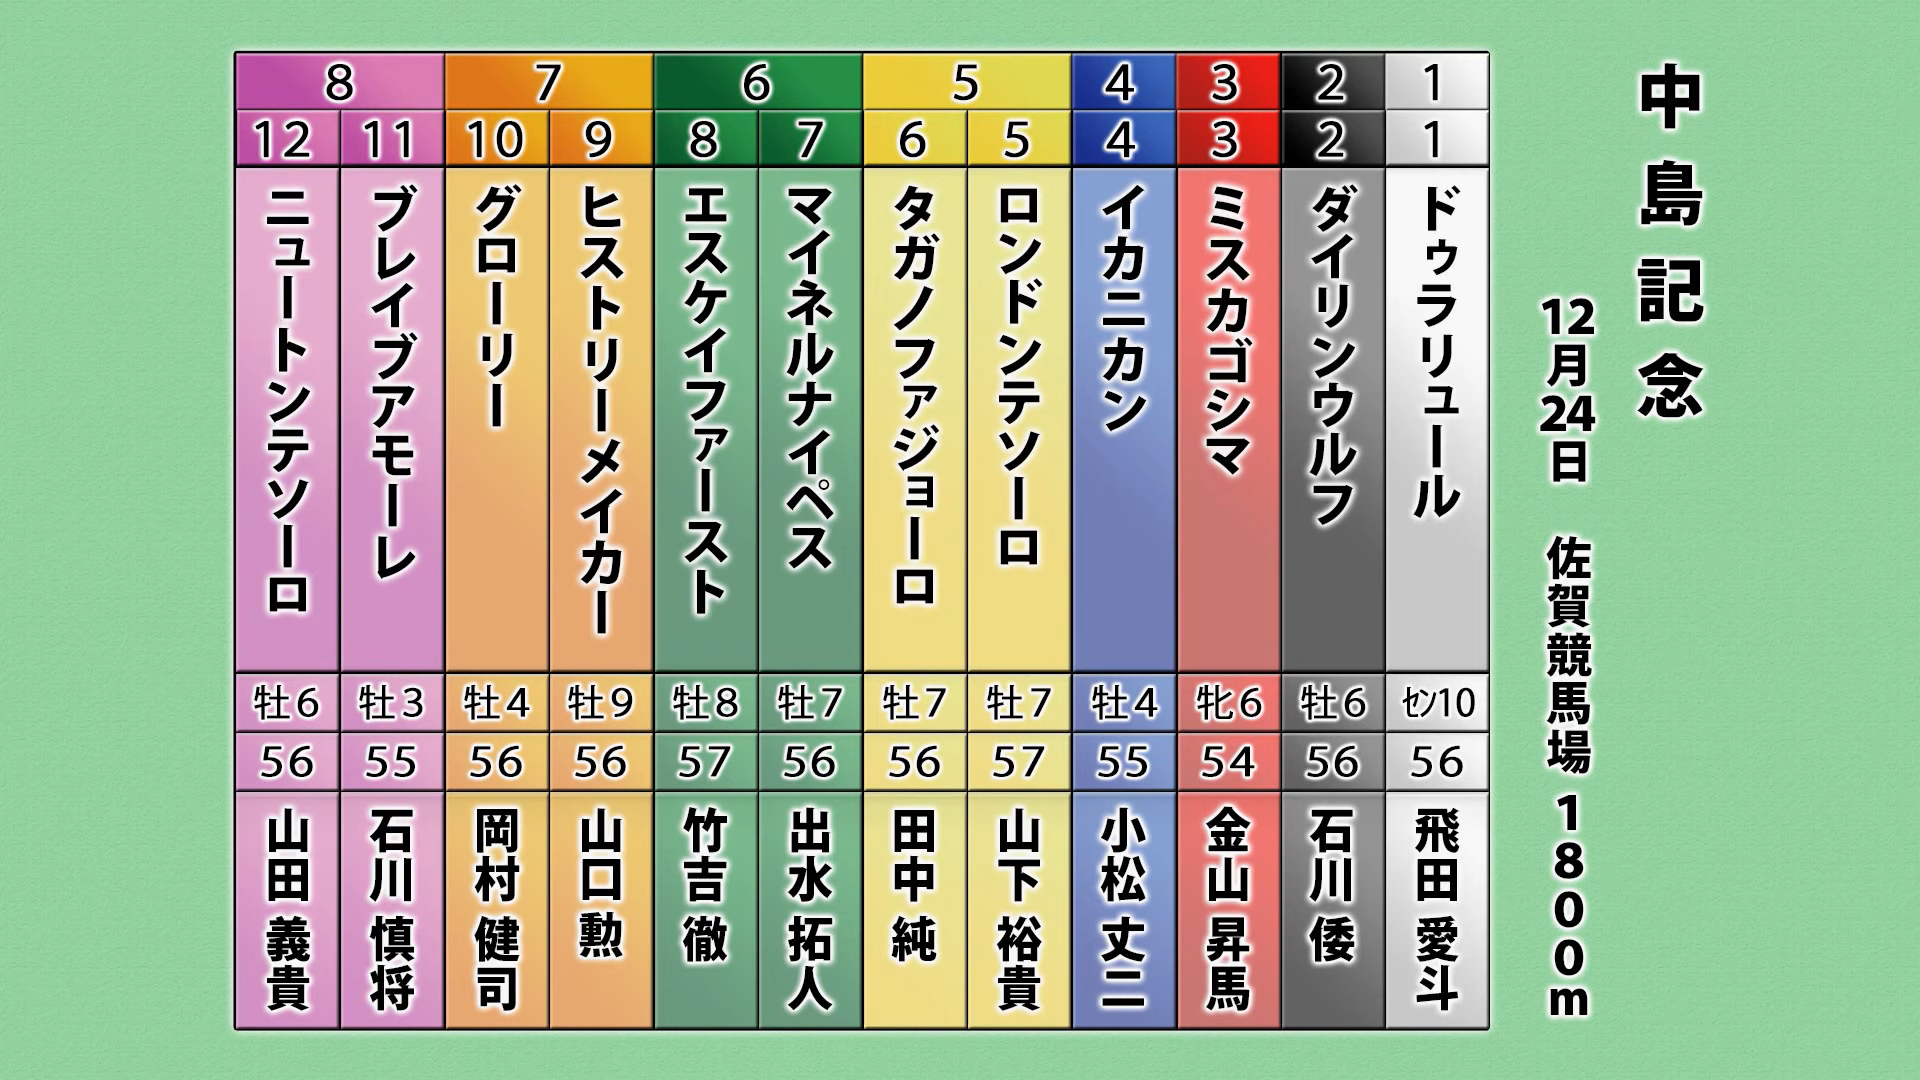 中島記念
12月24日 佐賀競馬場 1800m
1
1
ドゥラリュール
セン10
56
飛田 愛斗
2
2
ダイリンウルフ
牡6
56
石川 倭
3
3
ミスカゴシマ
牝6
54
金山 昇馬
4
4
イカニカン
牡4
55
小松 丈二
5
5
ロンドンテソーロ
牡7
57
山下 裕貴
6
タガノファジョーロ
牡7
56
田中 純
6
7
マイネルナイペス
牡7
56
出水 拓人
8
エスケイファースト
牡8
57
竹吉 徹
7
9
ヒストリーメイカー
牡9
56
山口 勲
10
グローリー
牡4
56
岡村 健司
8
11
ブレイブアモーレ
牡3
55
石川 慎将
12
ニュートンテソーロ
牡6
56
山田 義貴